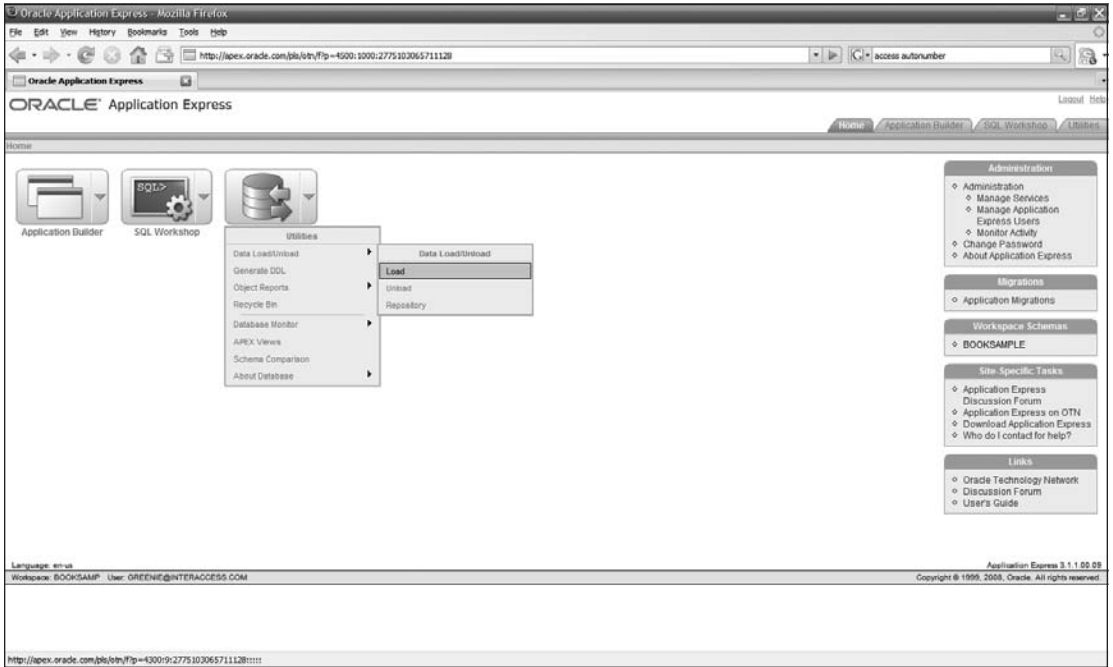 Oracle Application Express - Mozilla Firefox
File Edit View History Bookmarks Tools Help
http://apex.oracle.com/pls/otn/f?p=4500:1000:2775103065711128
access autonumber
Oracle Application Express
ORACLE Application Express
Logout Help
Home Application Builder SQL Workshop Utilities
Home
SQL>
Application Builder
SQL Workshop
Utilities
Data Load/Unload
Generate DDL
Object Reports
Recycle Bin
Database Monitor
APEX Views
Schema Comparison
About Database
Data Load/Unload
Load
Unload
Repository
Administration
Administration
Manage Services
Manage Application
Express Users
Monitor Activity
Change Password
About Application Express
Migrations
Application Migrations
Workspace Schemas
BOOKSAMPLE
Site-Specific Tasks
Application Express
Discussion Forum
Application Express on OTN
Download Application Express
Who do I contact for help?
Links
Oracle Technology Network
Discussion Forum
User's Guide
Language: en-us
Application Express 3.1.1.00.09
Workspace: BOOKSAMP User: GREENIE@INTERACCESS.COM
Copyright © 1999, 2008, Oracle. All rights reserved.
http://apex.oracle.com/pls/otn/f?p=4300:9:2775103065711128:::::